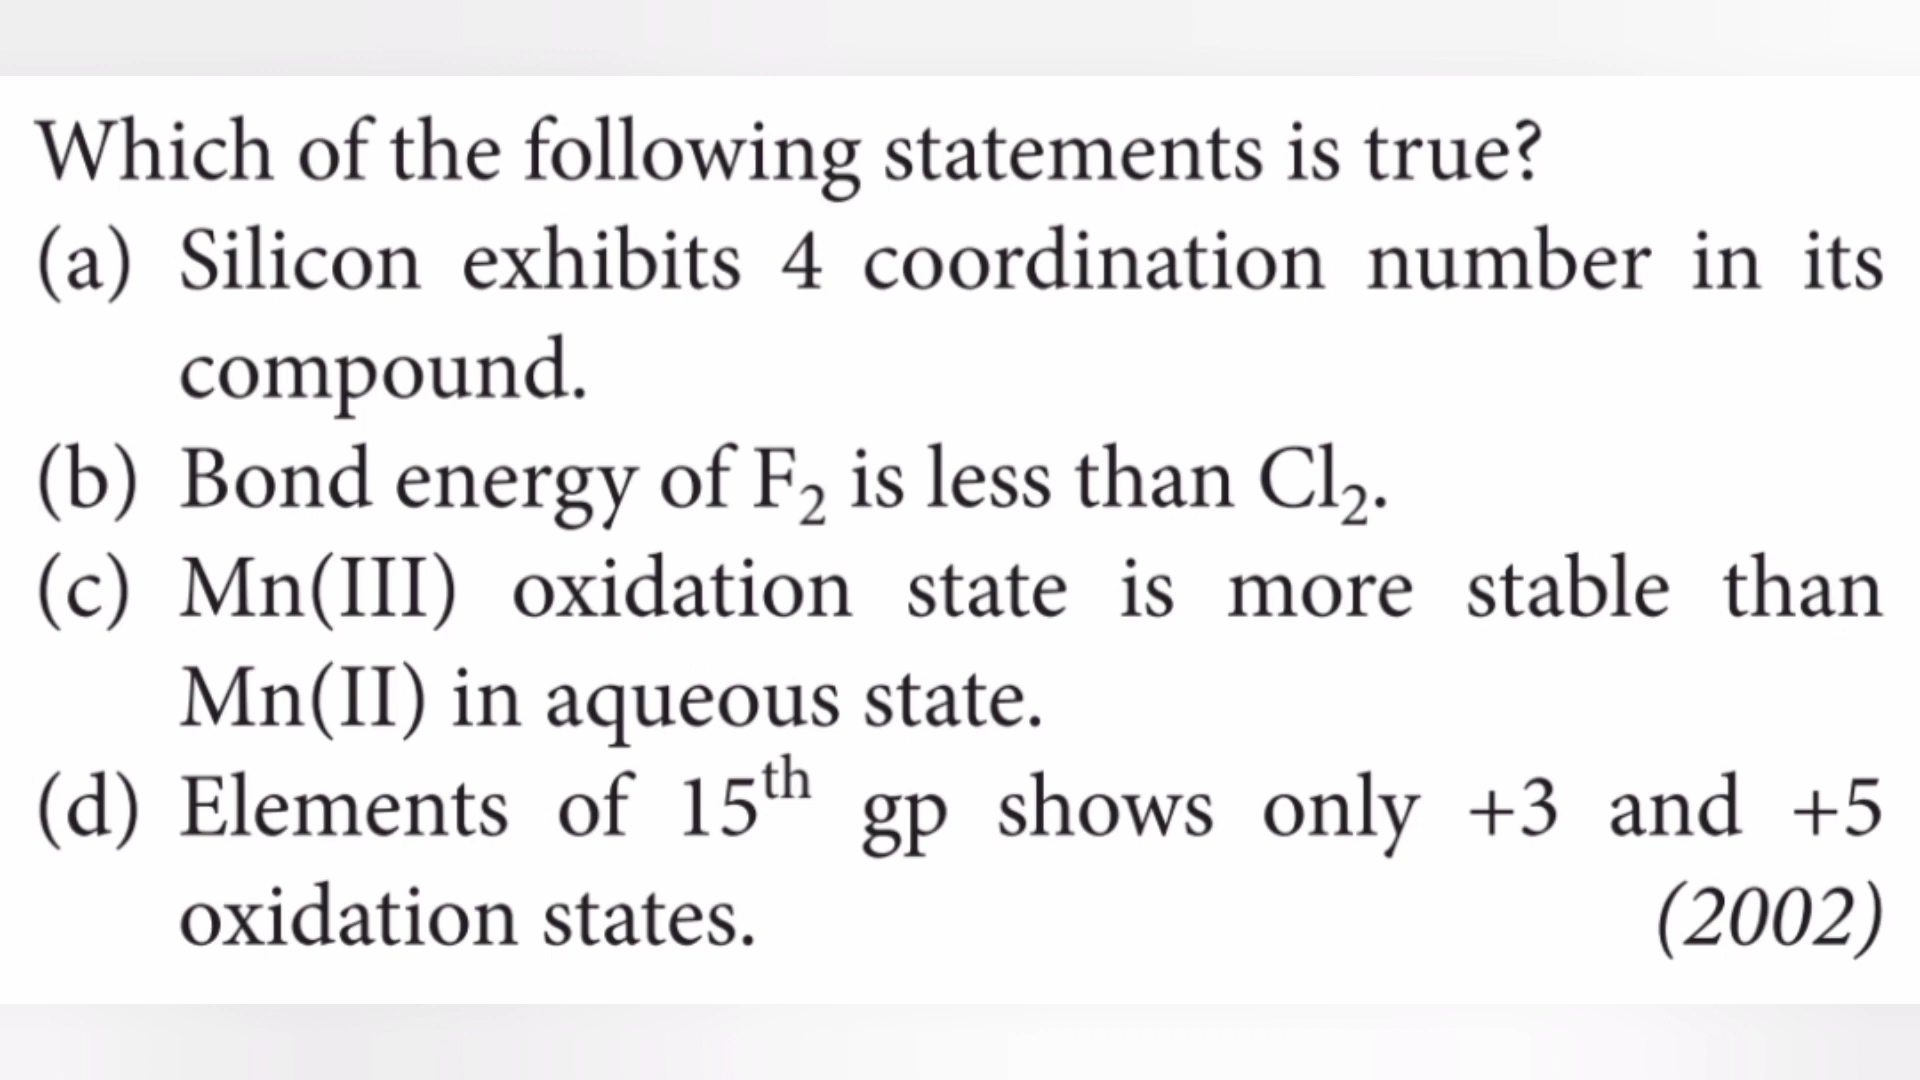 Which of the following statements is true?
(a) Silicon exhibits 4 coordination number in its
compound.
(b) Bond energy of F₂ is less than Cl₂.
(c) Mn(III) oxidation state is more stable than
Mn(II) in aqueous state.
(d) Elements of 15ᵗʰ gp shows only +3 and +5
oxidation states. (2002)